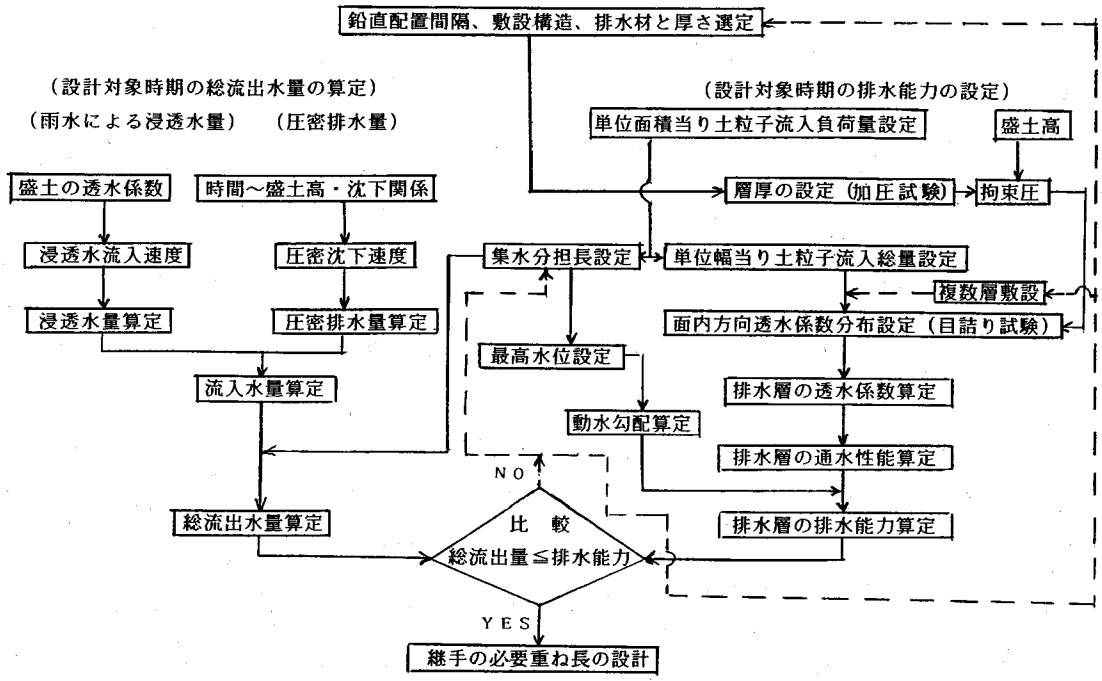 鉛直配置間隔、敷設構造、排水材と厚さ選定
(設計対象時期の総流出水量の算定)
(雨水による浸透水量) (圧密排水量)
(設計対象時期の排水能力の設定)
単位面積当り土粒子流入負荷量設定
盛土高
盛土の透水係数
時間～盛土高・沈下関係
層厚の設定(加圧試験)
拘束圧
浸透水流入速度
圧密沈下速度
集水分担長設定
単位幅当り土粒子流入総量設定
複数層敷設
浸透水量算定
圧密排水量算定
面内方向透水係数分布設定(目詰り試験)
最高水位設定
流入水量算定
排水層の透水係数算定
動水勾配算定
排水層の通水性能算定
NO
総流出水量算定
比較
総流出量≦排水能力
排水層の排水能力算定
YES
継手の必要重ね長の設計